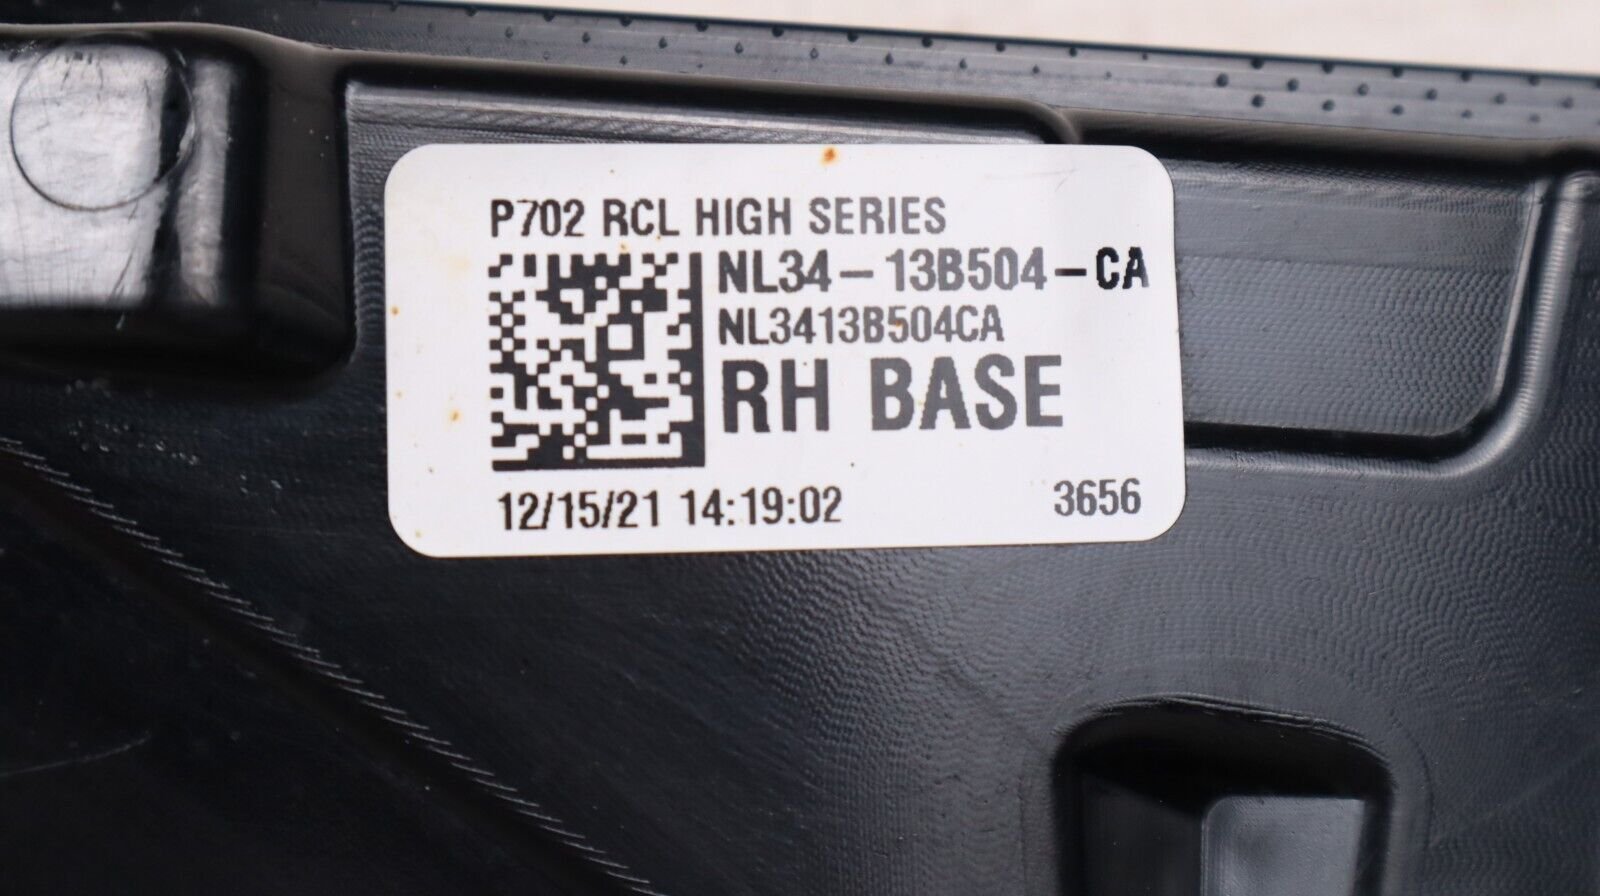 P702 RCL HIGH SERIES
NL34-13B504-CA
NL3413B504CA
RH BASE
12/15/21 14:19:02 3656